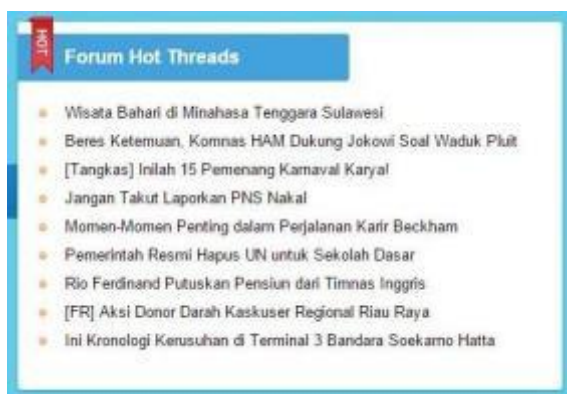 HOT
Forum Hot Threads
Wisata Bahari di Minahasa Tenggara Sulawesi
Beres Ketemuan, Komnas HAM Dukung Jokowi Soal Waduk Pluit
[Tangkas] Inilah 15 Pemenang Karnaval Karya!
Jangan Takut Laporkan PNS Nakal
Momen-Momen Penting dalam Perjalanan Karir Beckham
Pemerintah Resmi Hapus UN untuk Sekolah Dasar
Rio Ferdinand Putuskan Pensiun dari Timnas Inggris
[FR] Aksi Donor Darah Kaskuser Regional Riau Raya
Ini Kronologi Kerusuhan di Terminal 3 Bandara Soekarno Hatta